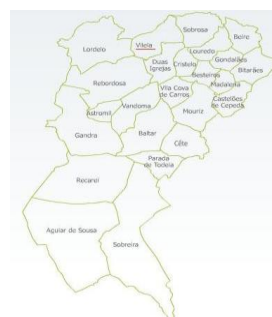 Sobrosa
Beire
Lordelo
Vilela
Louredo
Gondalães
Duas
Igrejas
Cristelo
Bitarães
Besteiros
Rebordosa
Madalena
Vila Cova
de Carros
Castelões
de Cepeda
Vandoma
Astromil
Mouriz
Gandra
Baltar
Cête
Parada
de Todeia
Recarei
Aguiar de Sousa
Sobreira